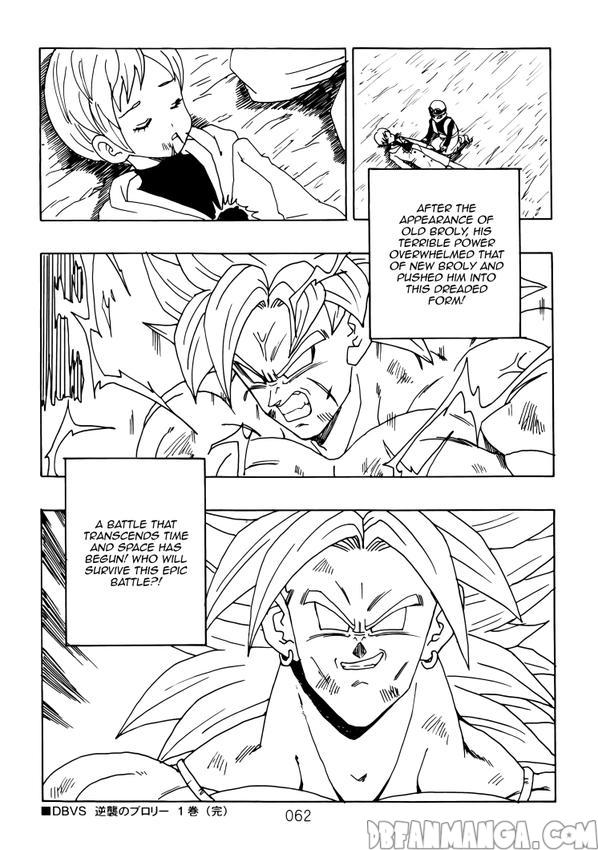 AFTER THE
APPEARANCE OF
OLD BROLY, HIS
TERRIBLE POWER
OVERWHELMED THAT
OF NEW BROLY AND
PUSHED HIM INTO
THIS DREADED
FORM!
A BATTLE THAT
TRANSCENDS TIME
AND SPACE HAS
BEGUN! WHO WILL
SURVIVE THIS EPIC
BATTLE?!
■DBVS 逆襲のブロリー 1巻（完）
062
DBFANMANGA.COM